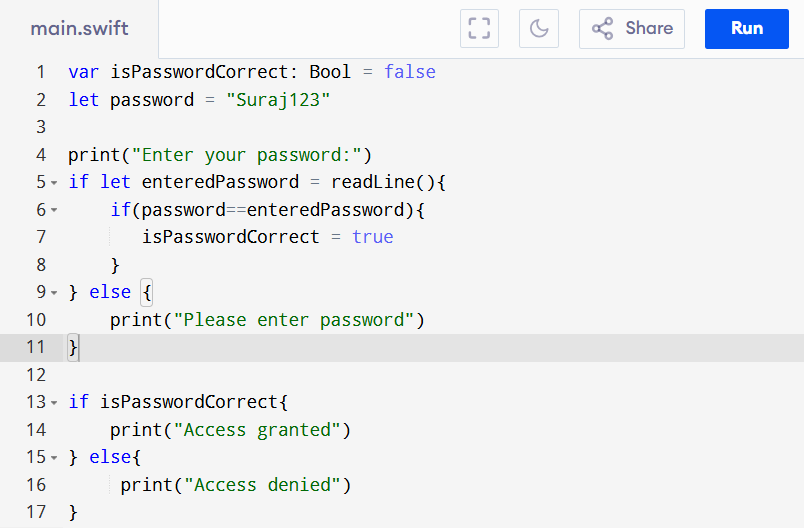 main.swift Share Run
1 var isPasswordCorrect: Bool = false
2 let password = "Suraj123"
3
4 print("Enter your password:")
5 if let enteredPassword = readLine(){
6     if(password==enteredPassword){
7        isPasswordCorrect = true
8     }
9 } else {
10     print("Please enter password")
11 }
12
13 if isPasswordCorrect{
14     print("Access granted")
15 } else{
16      print("Access denied")
17 }